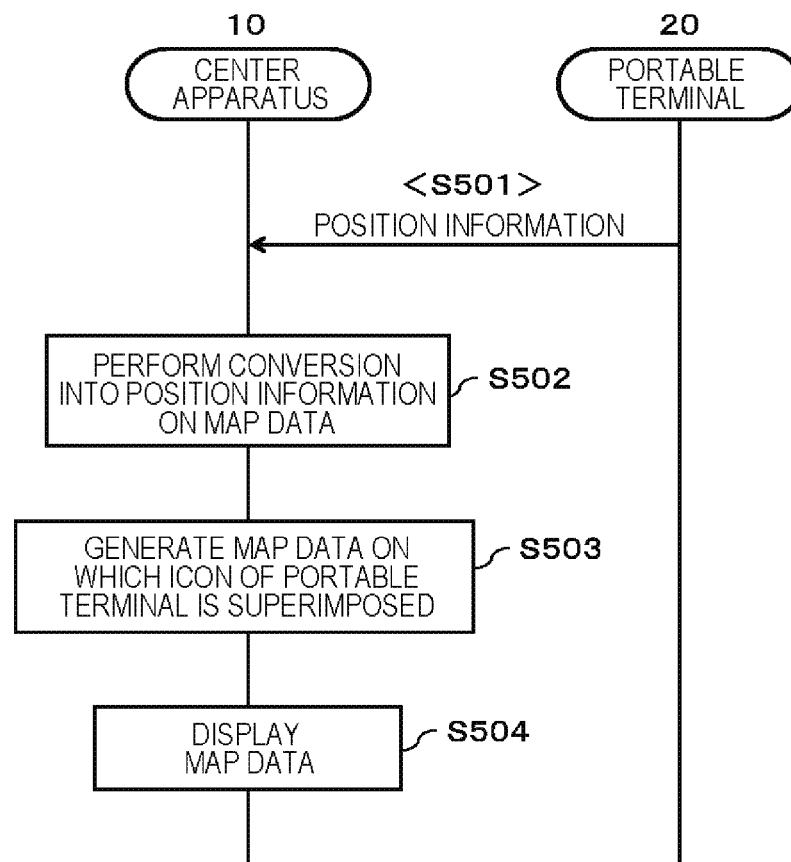 10
CENTER
APPARATUS
20
PORTABLE
TERMINAL
<S501>
POSITION INFORMATION
PERFORM CONVERSION
INTO POSITION INFORMATION
ON MAP DATA
S502
GENERATE MAP DATA ON
WHICH ICON OF PORTABLE
TERMINAL IS SUPERIMPOSED
S503
DISPLAY
MAP DATA
S504